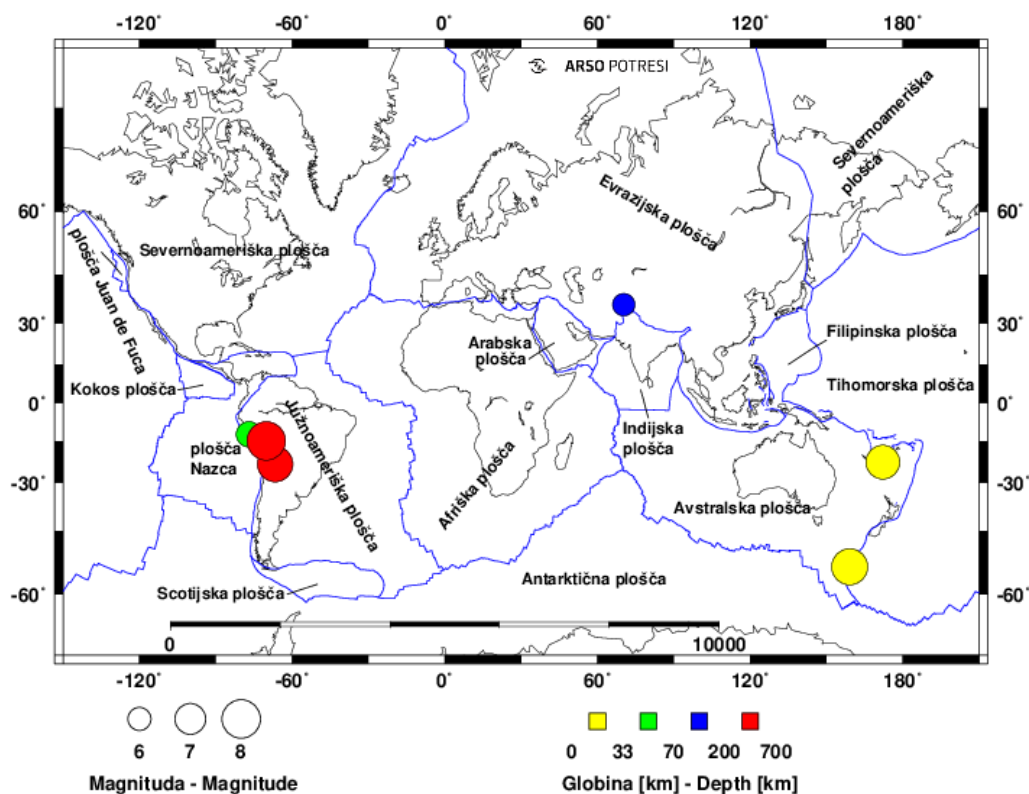 -120° -60° 0° 60° 120° 180°
ARSO POTRESI
Severnoameriška
plošča
Evrazijska plošča
60° 60°
Severnoameriška plošča
plošča Juan de Fuca
30° 30°
Filipinska plošča
Arabska
plošča
Kokos plošča
Tihomorska plošča
0° 0°
Južnoameriška plošča
Indijska
plošča
plošča
Nazca
Afriška plošča
-30° -30°
Avstralska plošča
Antarktična plošča
Scotijska plošča
-60° -60°
0 10000
-120° -60° 0° 60° 120° 180°
6 7 8
0 33 70 200 700
Magnituda - Magnitude
Globina [km] - Depth [km]